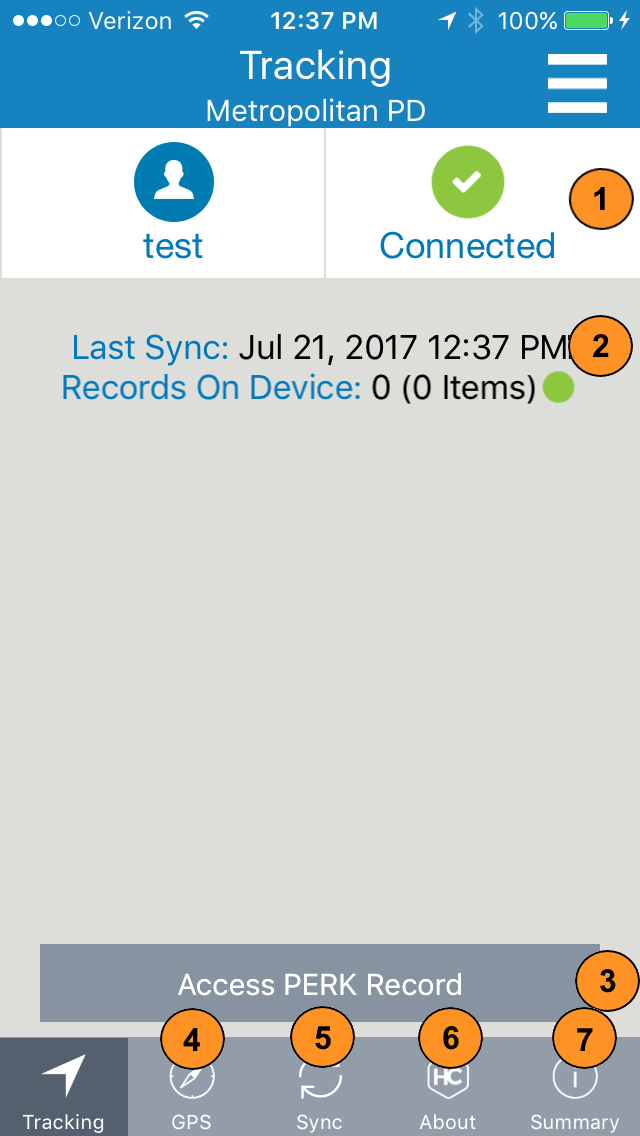 Verizon 12:37 PM 100%
Tracking
Metropolitan PD
test Connected 1
Last Sync: Jul 21, 2017 12:37 PM 2
Records On Device: 0 (0 Items)
Access PERK Record 3
4 5 6 7
HC
Tracking GPS Sync About Summary